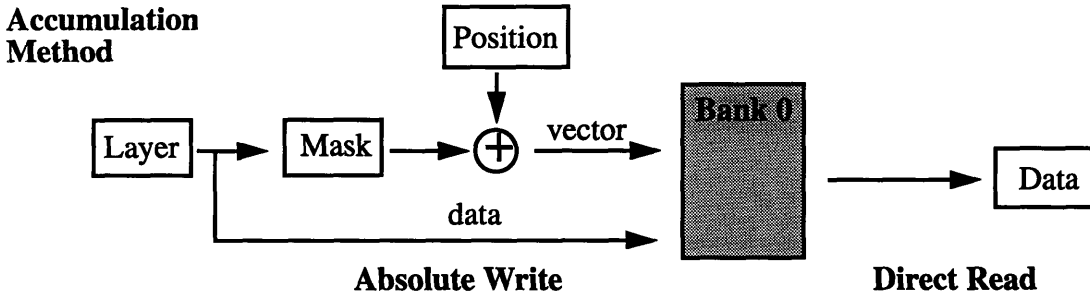 Accumulation
Method
Position
Bank 0
vector
Layer
Mask
+
Data
data
Absolute Write
Direct Read